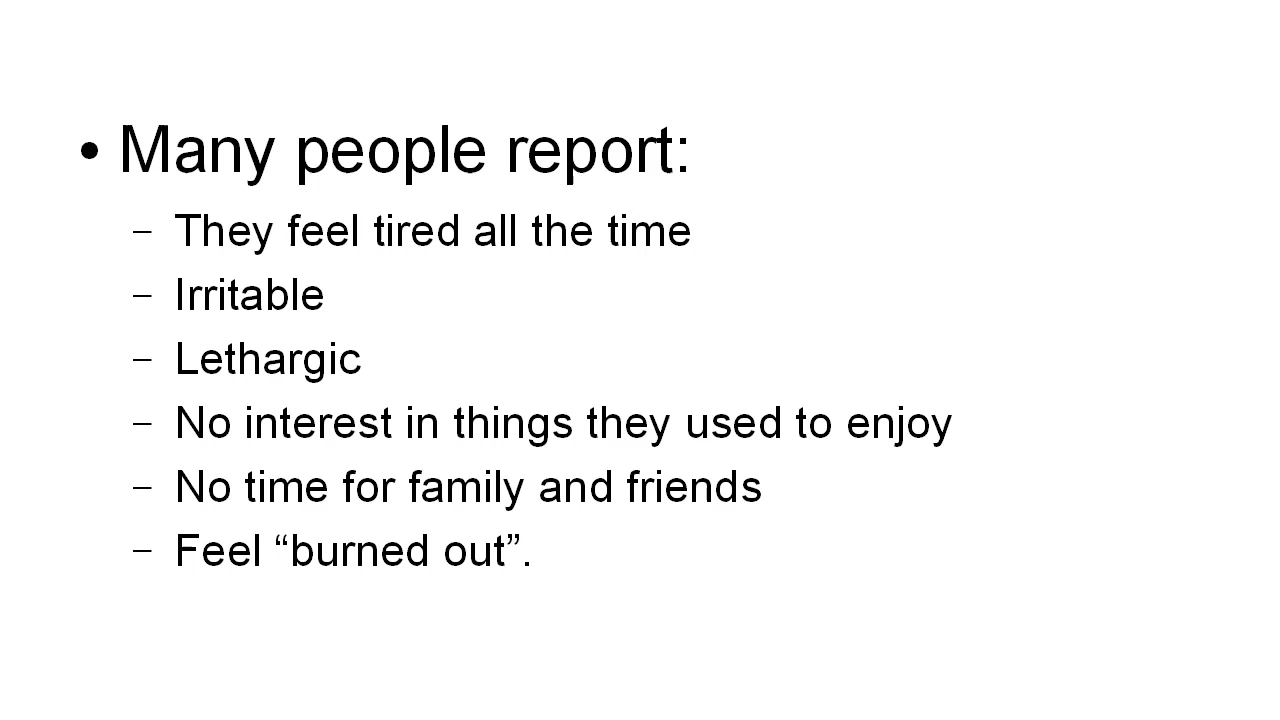 • Many people report:
– They feel tired all the time
– Irritable
– Lethargic
– No interest in things they used to enjoy
– No time for family and friends
– Feel “burned out”.